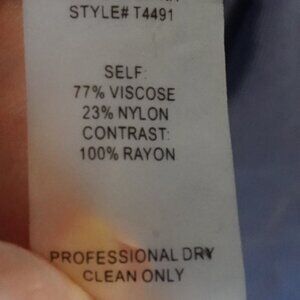 STYLE# T4491
SELF:
77% VISCOSE
23% NYLON
CONTRAST:
100% RAYON
PROFESSIONAL DRY
CLEAN ONLY